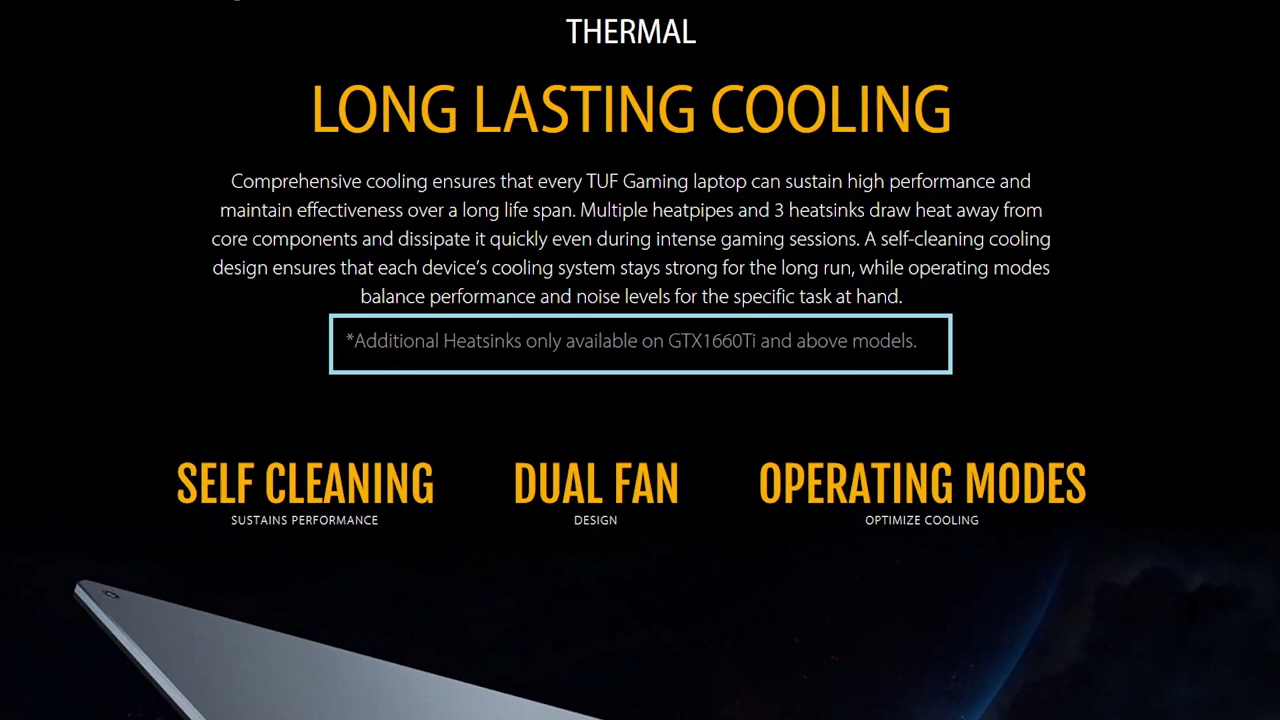 THERMAL
LONG LASTING COOLING
Comprehensive cooling ensures that every TUF Gaming laptop can sustain high performance and
maintain effectiveness over a long life span. Multiple heatpipes and 3 heatsinks draw heat away from
core components and dissipate it quickly even during intense gaming sessions. A self-cleaning cooling
design ensures that each device’s cooling system stays strong for the long run, while operating modes
balance performance and noise levels for the specific task at hand.
*Additional Heatsinks only available on GTX1660Ti and above models.
SELF CLEANING
SUSTAINS PERFORMANCE
DUAL FAN
DESIGN
OPERATING MODES
OPTIMIZE COOLING